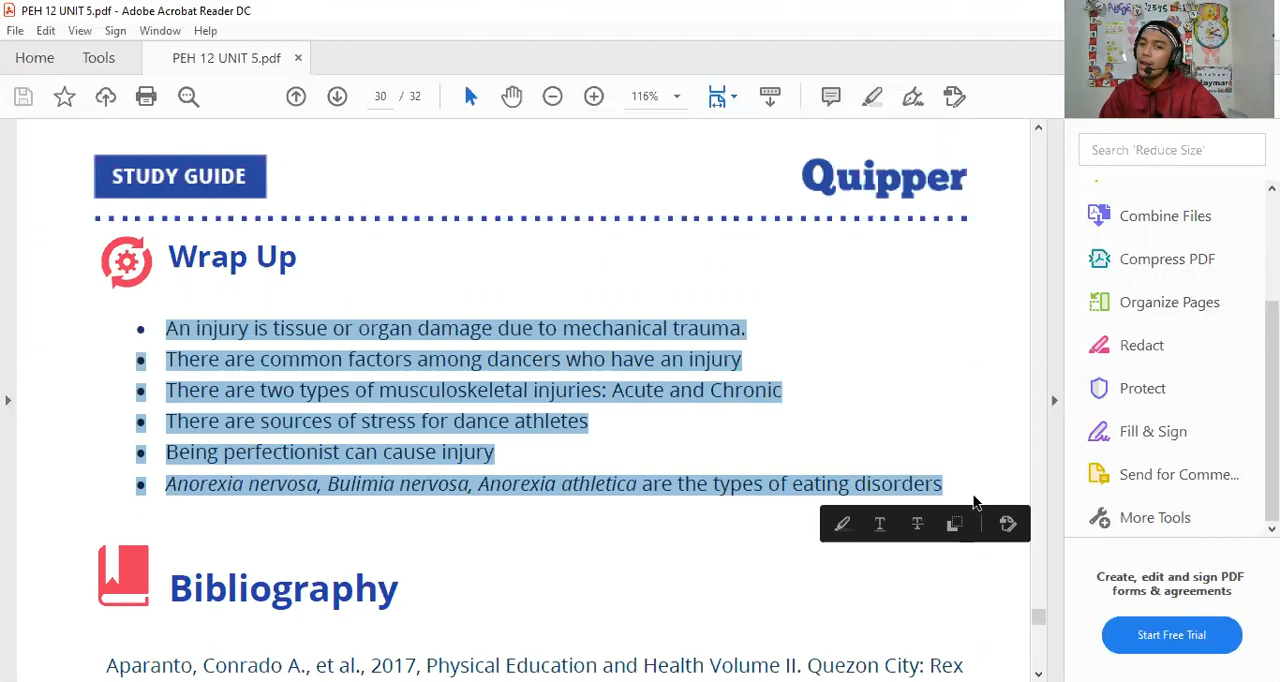 PEH 12 UNIT 5.pdf - Adobe Acrobat Reader DC
File Edit View Sign Window Help
Home Tools PEH 12 UNIT 5.pdf ×
30 / 32 116%
STUDY GUIDE
Quipper
Wrap Up
• An injury is tissue or organ damage due to mechanical trauma.
• There are common factors among dancers who have an injury
• There are two types of musculoskeletal injuries: Acute and Chronic
• There are sources of stress for dance athletes
• Being perfectionist can cause injury
• Anorexia nervosa, Bulimia nervosa, Anorexia athletica are the types of eating disorders
Bibliography
Aparanto, Conrado A., et al., 2017, Physical Education and Health Volume II. Quezon City: Rex
Search 'Reduce Size'
Combine Files
Compress PDF
Organize Pages
Redact
Protect
Fill & Sign
Send for Comme...
More Tools
Create, edit and sign PDF
forms & agreements
Start Free Trial